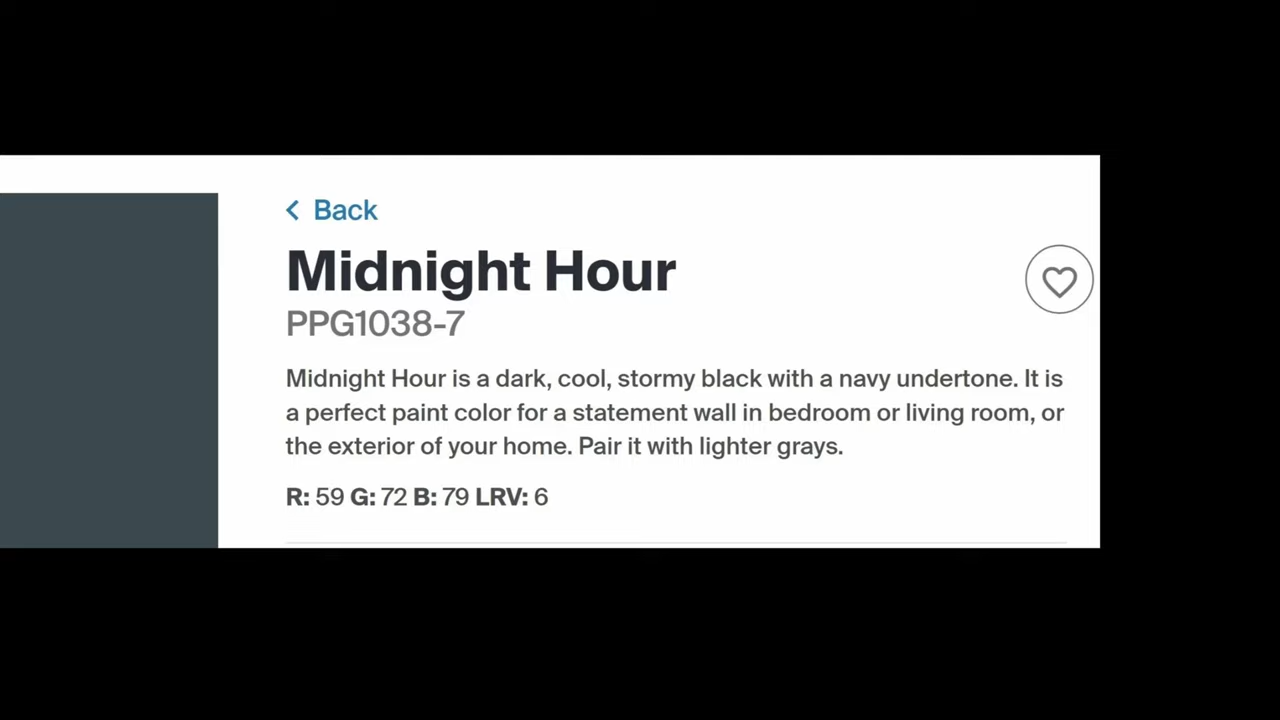 Back
Midnight Hour
PPG1038-7
Midnight Hour is a dark, cool, stormy black with a navy undertone. It is
a perfect paint color for a statement wall in bedroom or living room, or
the exterior of your home. Pair it with lighter grays.
R: 59 G: 72 B: 79 LRV: 6